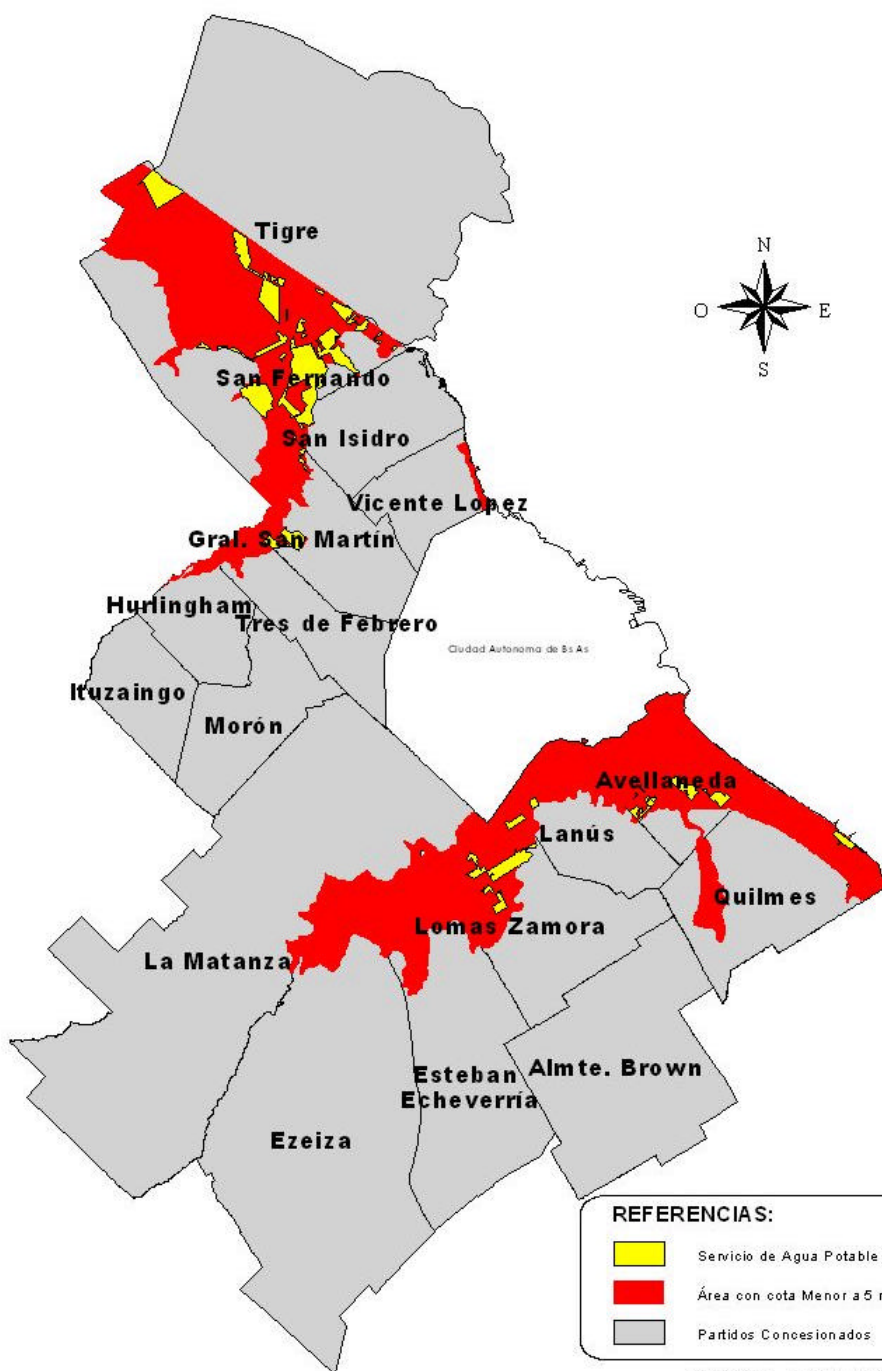 Tigre
N
O
E
S
San Fernando
San Isidro
Vicente Lopez
Gral. San Martín
Hurlingham
Tres de Febrero
Ciudad Autonoma de Bs As
Ituzaingo
Morón
Avellaneda
Lanús
Quilmes
Lomas Zamora
La Matanza
Esteban
Echeverría
Almte. Brown
Ezeiza
REFERENCIAS:
Servicio de Agua Potable
Área con cota Menor a 5
Partidos Concesionados